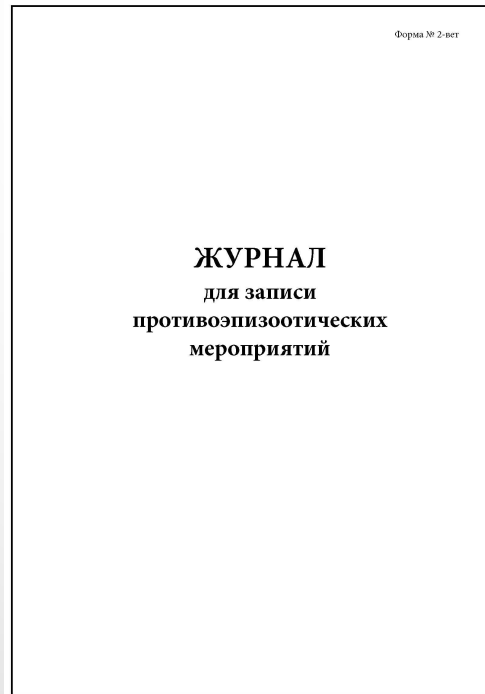 Форма № 2-вет
ЖУРНАЛ
для записи
противоэпизоотических
мероприятий